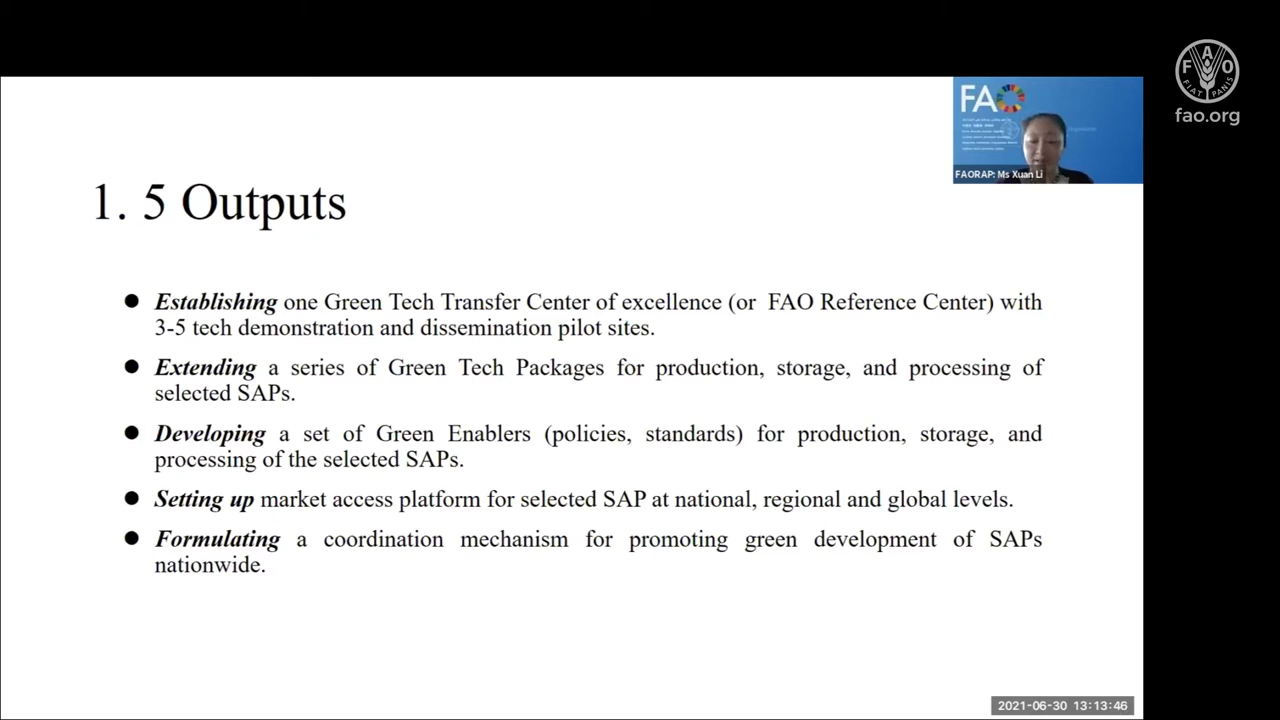 F A O
FIAT PANIS
fao.org
FAO
FAORAP: Ms Xuan Li
1. 5 Outputs
● Establishing one Green Tech Transfer Center of excellence (or FAO Reference Center) with
3-5 tech demonstration and dissemination pilot sites.
● Extending a series of Green Tech Packages for production, storage, and processing of
selected SAPs.
● Developing a set of Green Enablers (policies, standards) for production, storage, and
processing of the selected SAPs.
● Setting up market access platform for selected SAP at national, regional and global levels.
● Formulating a coordination mechanism for promoting green development of SAPs
nationwide.
2021-06-30 13:13:46